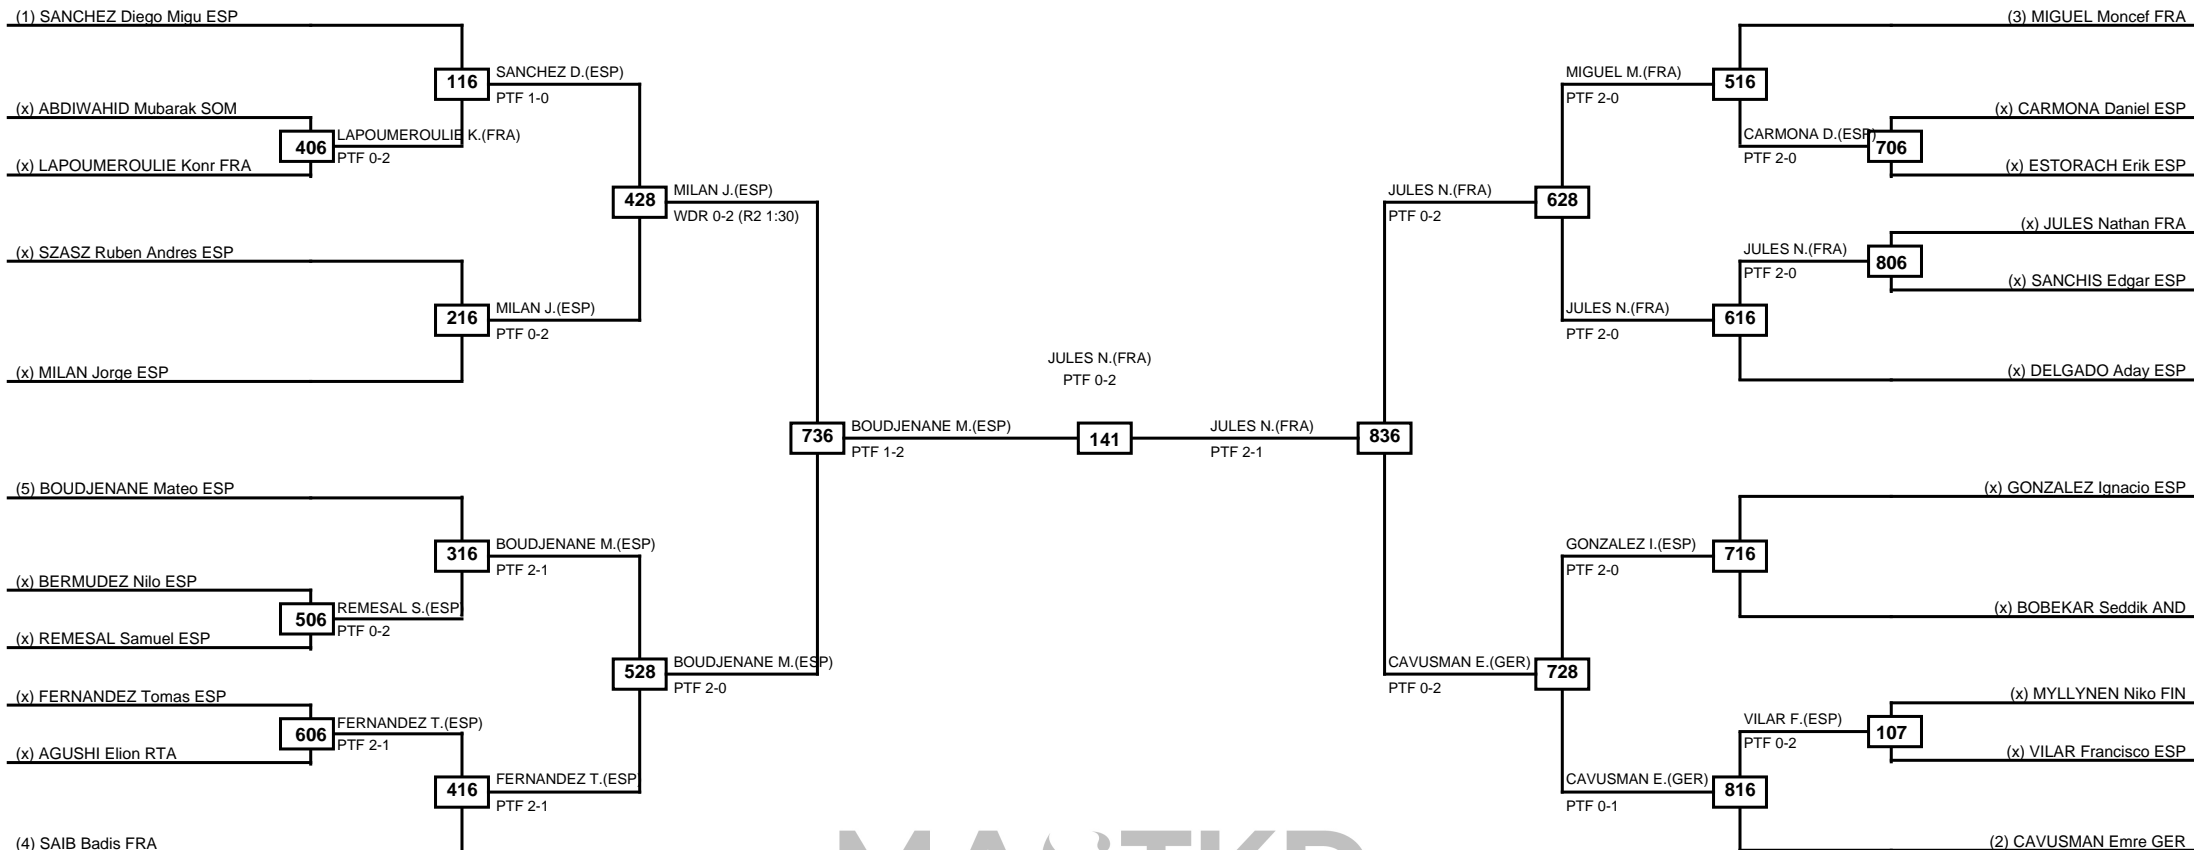 (1) SANCHEZ Diego Migu ESP
116
SANCHEZ D.(ESP)
PTF 1-0
(x) ABDIWAHID Mubarak SOM
406
LAPOUMEROULIE K.(FRA)
PTF 0-2
(x) LAPOUMEROULIE Konr FRA
428
MILAN J.(ESP)
WDR 0-2 (R2 1:30)
(x) SZASZ Ruben Andres ESP
216
MILAN J.(ESP)
PTF 0-2
(x) MILAN Jorge ESP
736
BOUDJENANE M.(ESP)
PTF 1-2
(5) BOUDJENANE Mateo ESP
316
BOUDJENANE M.(ESP)
PTF 2-1
(x) BERMUDEZ Nilo ESP
506
REMESAL S.(ESP)
PTF 0-2
(x) REMESAL Samuel ESP
528
BOUDJENANE M.(ESP)
PTF 2-0
(x) FERNANDEZ Tomas ESP
606
FERNANDEZ T.(ESP)
PTF 2-1
(x) AGUSHI Elion RTA
416
FERNANDEZ T.(ESP
PTF 2-1
(4) SAIB Badis FRA
JULES N.(FRA)
PTF 0-2
141
(3) MIGUEL Moncef FRA
MIGUEL M.(FRA)
PTF 2-0
516
(x) CARMONA Daniel ESP
CARMONA D.(ESP)
PTF 2-0
706
(x) ESTORACH Erik ESP
JULES N.(FRA)
PTF 0-2
628
(x) JULES Nathan FRA
JULES N.(FRA)
PTF 2-0
806
(x) SANCHIS Edgar ESP
JULES N.(FRA)
PTF 2-0
616
(x) DELGADO Aday ESP
JULES N.(FRA)
PTF 2-1
836
(x) GONZALEZ Ignacio ESP
GONZALEZ I.(ESP)
PTF 2-0
716
(x) BOBEKAR Seddik AND
CAVUSMAN E.(GER)
PTF 0-2
728
(x) MYLLYNEN Niko FIN
VILAR F.(ESP)
PTF 0-2
107
(x) VILAR Francisco ESP
CAVUSMAN E.(GER)
PTF 0-1
816
(2) CAVUSMAN Emre GER